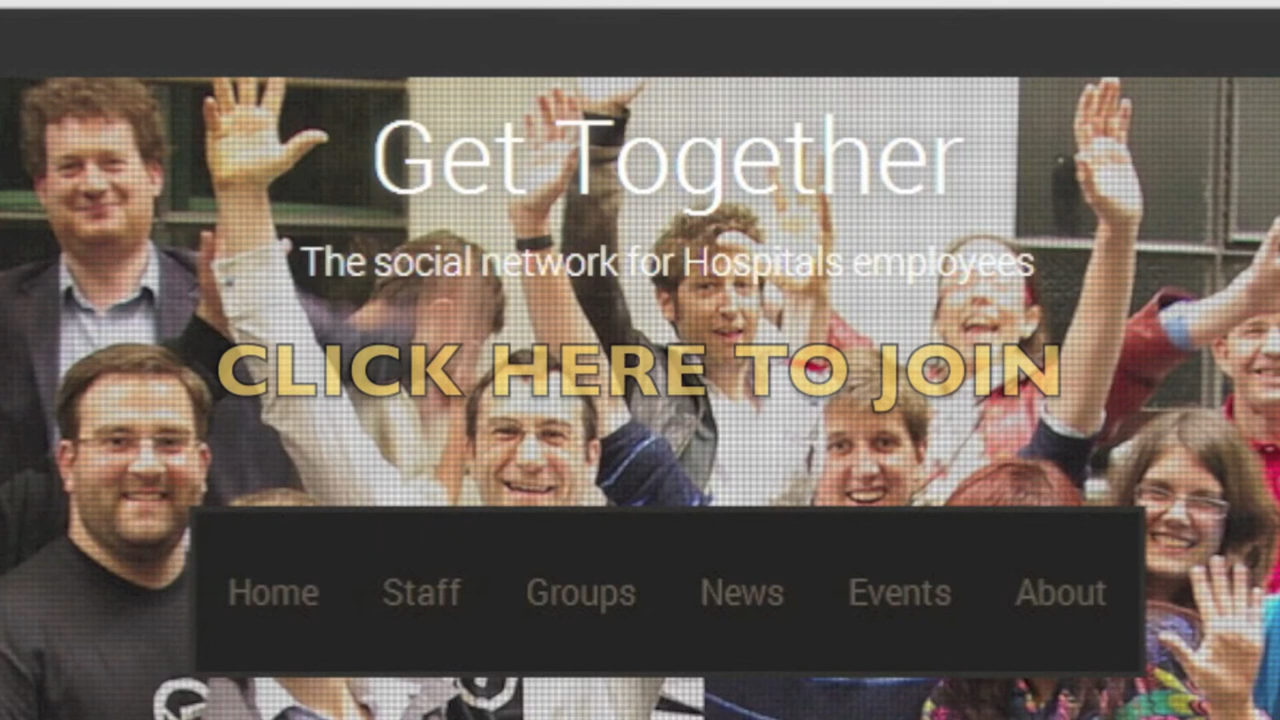 Get Together
The social network for Hospitals employees
CLICK HERE TO JOIN
Home Staff Groups News Events About